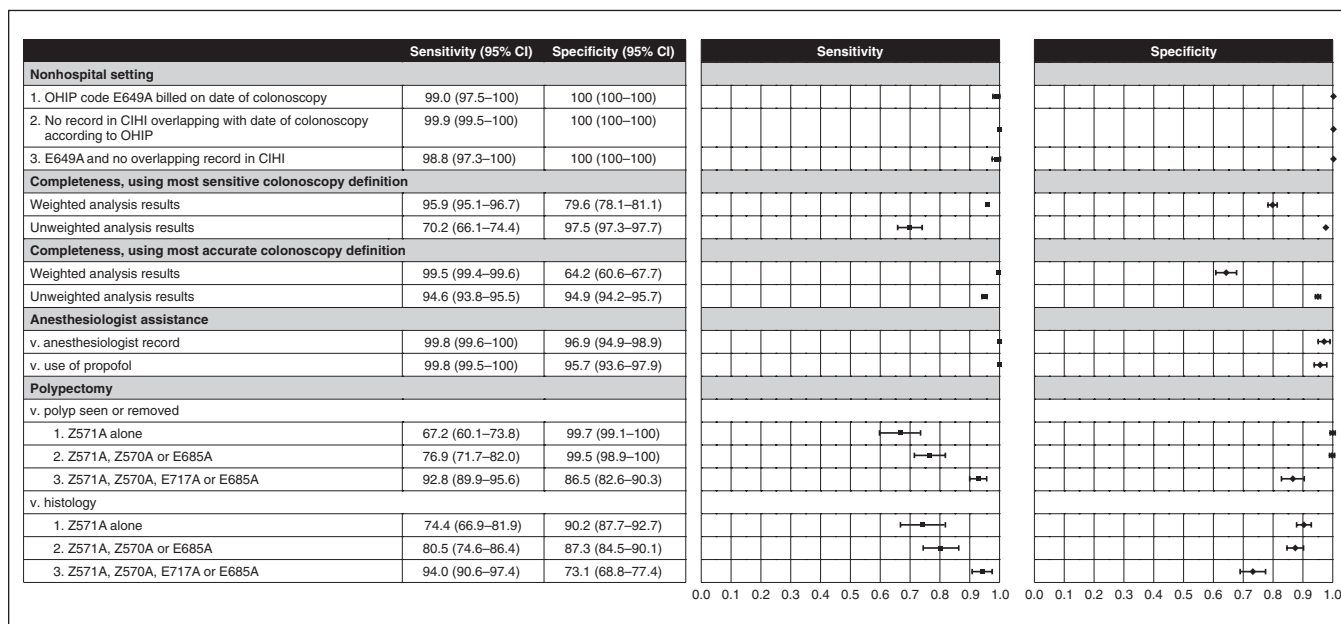 Sensitivity (95% CI) Specificity (95% CI) Sensitivity Specificity
Nonhospital setting
1. OHIP code E649A billed on date of colonoscopy 99.0 (97.5–100) 100 (100–100)
2. No record in CIHI overlapping with date of colonoscopy 99.9 (99.5–100) 100 (100–100)
according to OHIP
3. E649A and no overlapping record in CIHI 98.8 (97.3–100) 100 (100–100)
Completeness, using most sensitive colonoscopy definition
Weighted analysis results 95.9 (95.1–96.7) 79.6 (78.1–81.1)
Unweighted analysis results 70.2 (66.1–74.4) 97.5 (97.3–97.7)
Completeness, using most accurate colonoscopy definition
Weighted analysis results 99.5 (99.4–99.6) 64.2 (60.6–67.7)
Unweighted analysis results 94.6 (93.8–95.5) 94.9 (94.2–95.7)
Anesthesiologist assistance
v. anesthesiologist record 99.8 (99.6–100) 96.9 (94.9–98.9)
v. use of propofol 99.8 (99.5–100) 95.7 (93.6–97.9)
Polypectomy
v. polyp seen or removed
1. Z571A alone 67.2 (60.1–73.8) 99.7 (99.1–100)
2. Z571A, Z570A or E685A 76.9 (71.7–82.0) 99.5 (98.9–100)
3. Z571A, Z570A, E717A or E685A 92.8 (89.9–95.6) 86.5 (82.6–90.3)
v. histology
1. Z571A alone 74.4 (66.9–81.9) 90.2 (87.7–92.7)
2. Z571A, Z570A or E685A 80.5 (74.6–86.4) 87.3 (84.5–90.1)
3. Z571A, Z570A, E717A or E685A 94.0 (90.6–97.4) 73.1 (68.8–77.4)
0.0 0.1 0.2 0.3 0.4 0.5 0.6 0.7 0.8 0.9 1.0 0.0 0.1 0.2 0.3 0.4 0.5 0.6 0.7 0.8 0.9 1.0